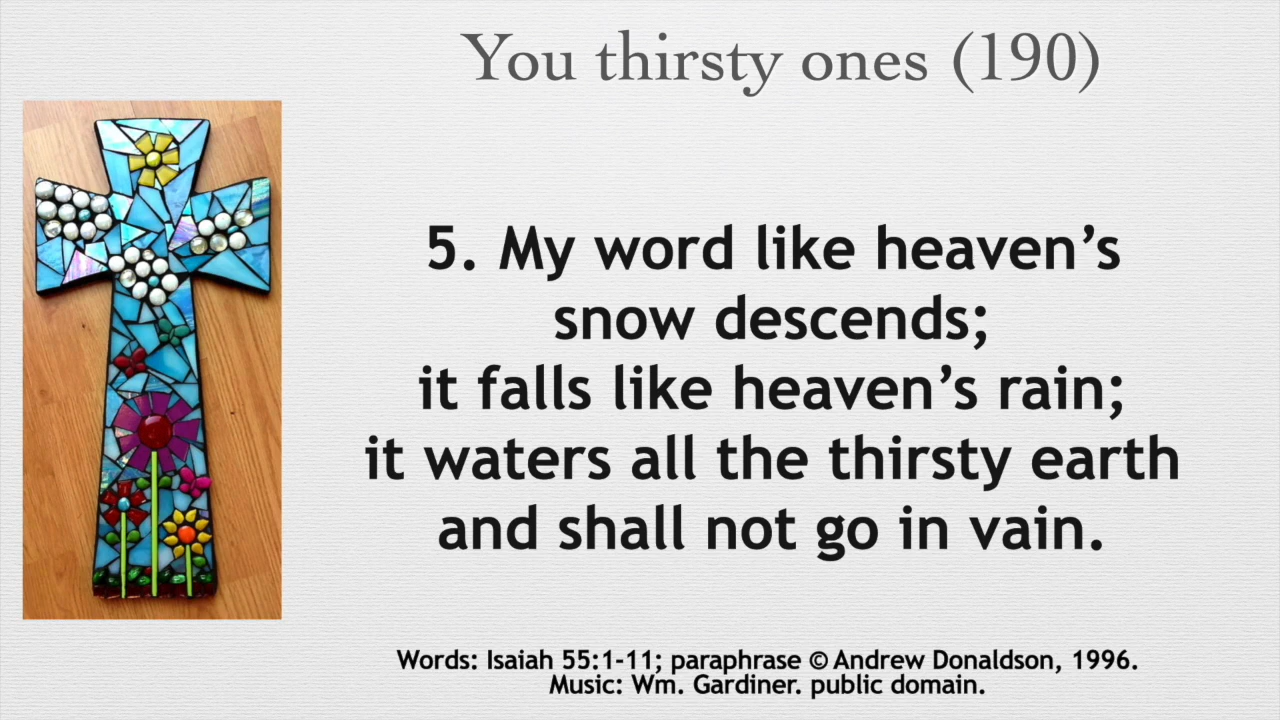 You thirsty ones (190)
5. My word like heaven’s
snow descends;
it falls like heaven’s rain;
it waters all the thirsty earth
and shall not go in vain.
Words: Isaiah 55:1-11; paraphrase © Andrew Donaldson, 1996.
Music: Wm. Gardiner. public domain.